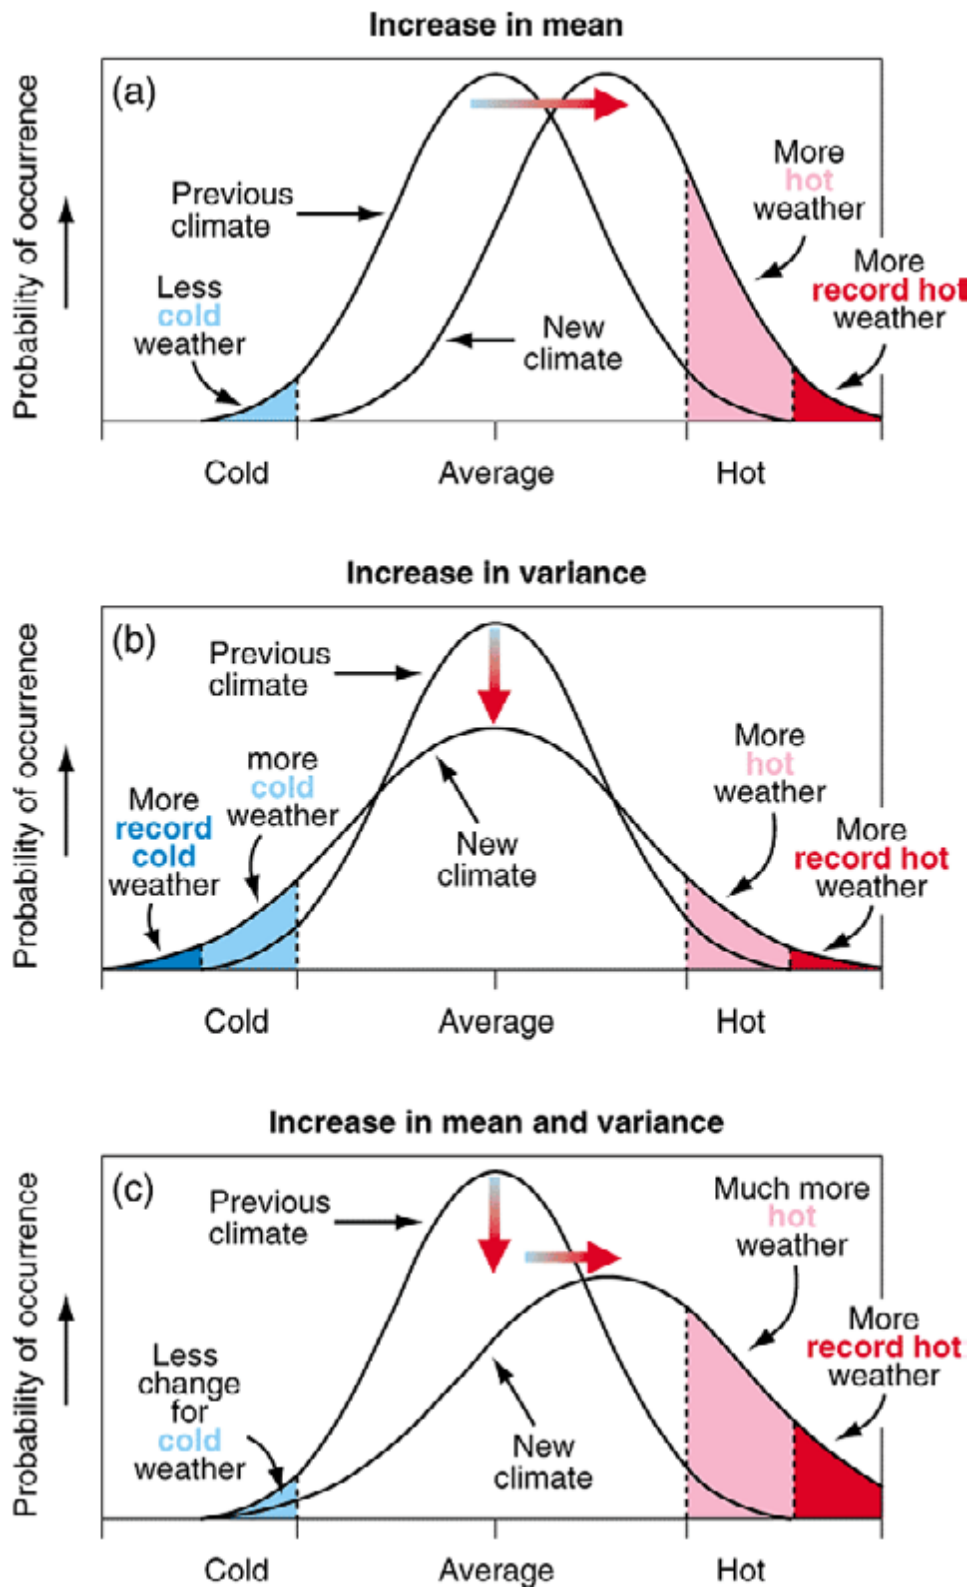 Increase in mean
(a)
Probability of occurrence
Previous
climate
Less
cold
weather
New
climate
More
hot
weather
More
record hot
weather
Cold
Average
Hot
Increase in variance
(b)
Probability of occurrence
Previous
climate
more
cold
weather
More
record
cold
weather
New
climate
More
hot
weather
More
record hot
weather
Cold
Average
Hot
Increase in mean and variance
(c)
Probability of occurrence
Previous
climate
Less
change
for
cold
weather
New
climate
Much more
hot
weather
More
record hot
weather
Cold
Average
Hot